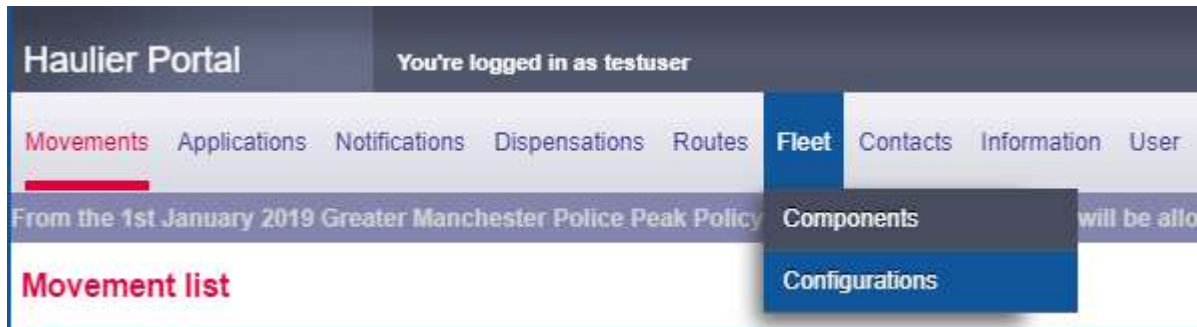 Haulier Portal You're logged in as testuser
Movements Applications Notifications Dispensations Routes Fleet Contacts Information User
From the 1st January 2019 Greater Manchester Police Peak Policy will be allo
Components
Movement list
Configurations